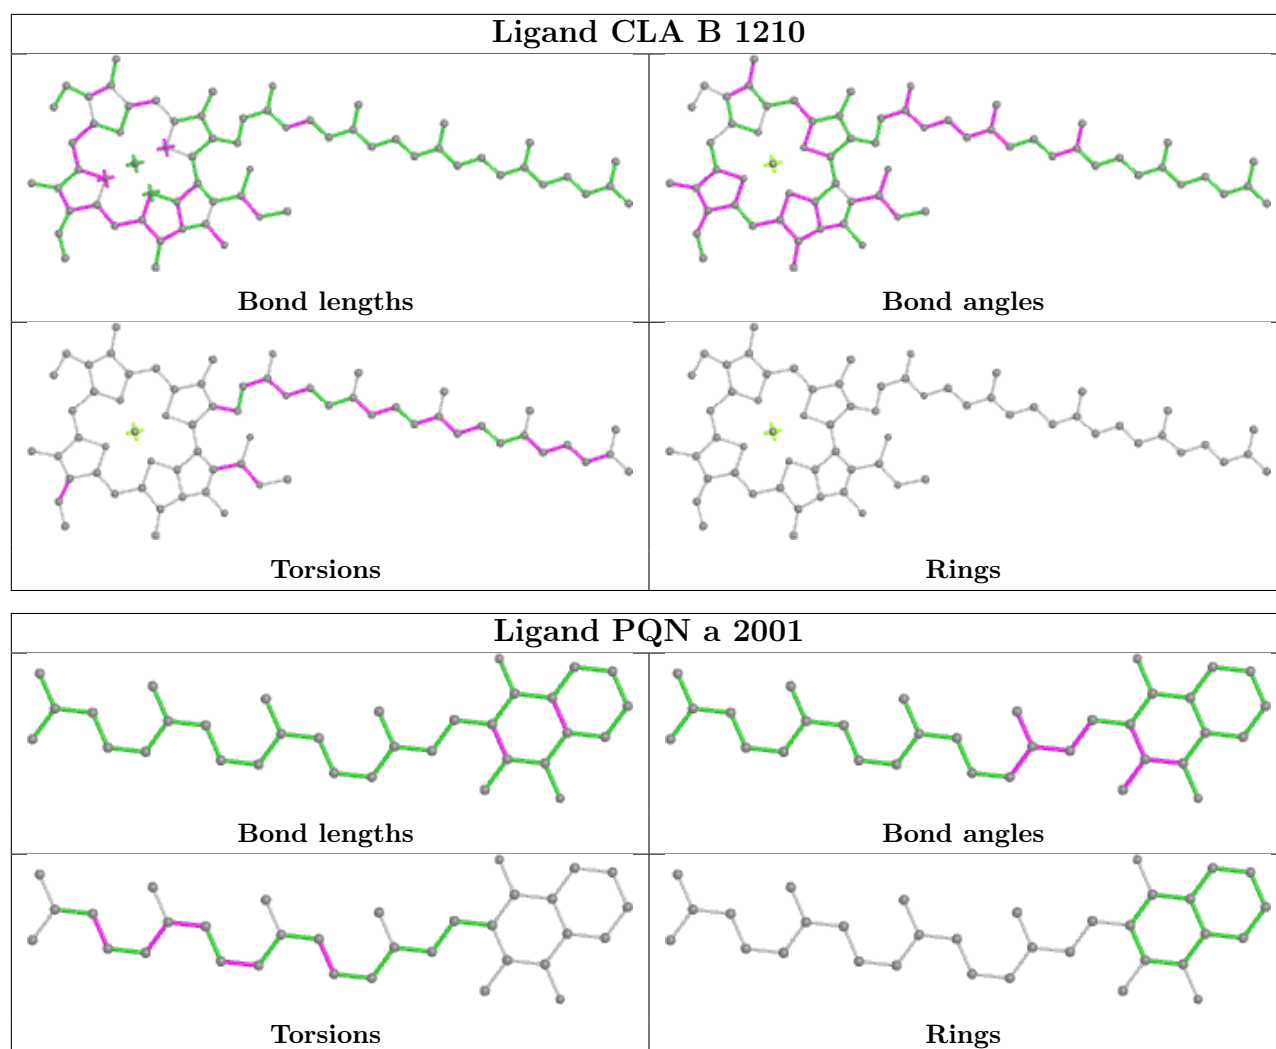 Ligand CLA B 1210
Bond lengths
Bond angles
Torsions
Rings
Ligand PQN a 2001
Bond lengths
Bond angles
Torsions
Rings